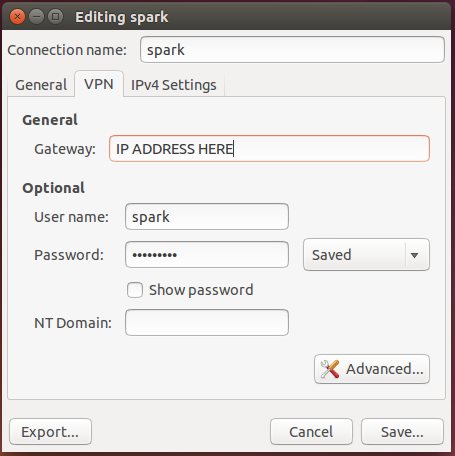 Editing spark
Connection name: spark
General VPN IPv4 Settings
General
Gateway: IP ADDRESS HERE
Optional
User name: spark
Password: ••••••••• Saved
Show password
NT Domain:
Advanced...
Export... Cancel Save...